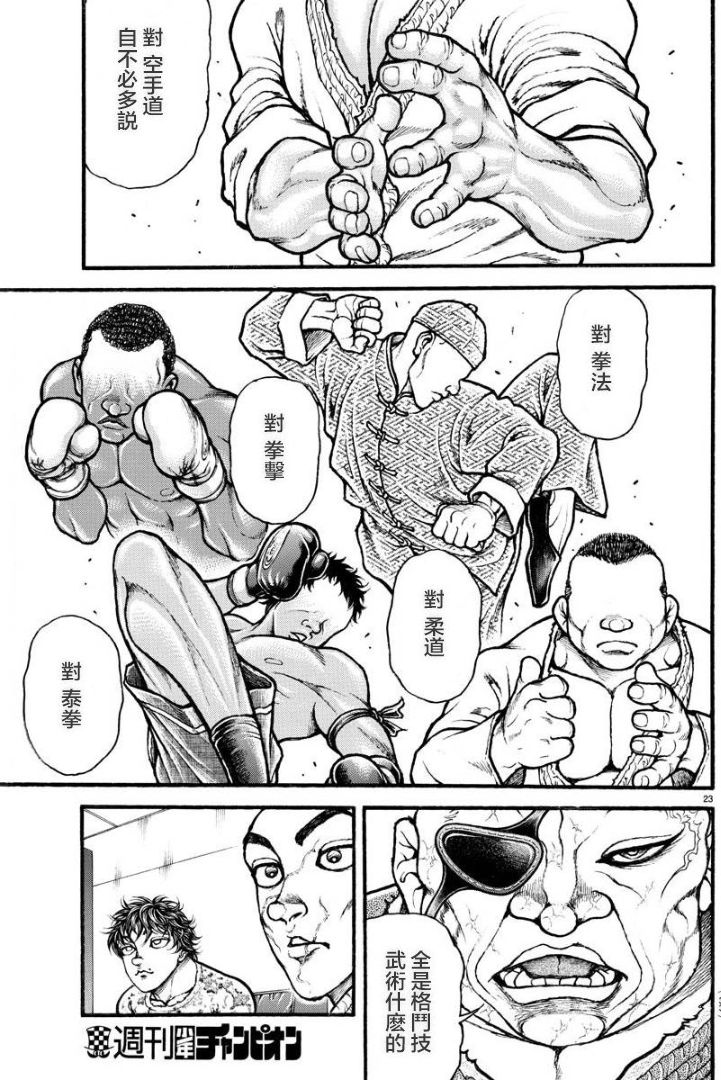 對 空手道
自不必多説
對 拳法
對 拳擊
對 柔道
對 泰拳
23
全是格鬥技
武術什麽的
週刊少年チャンピオン